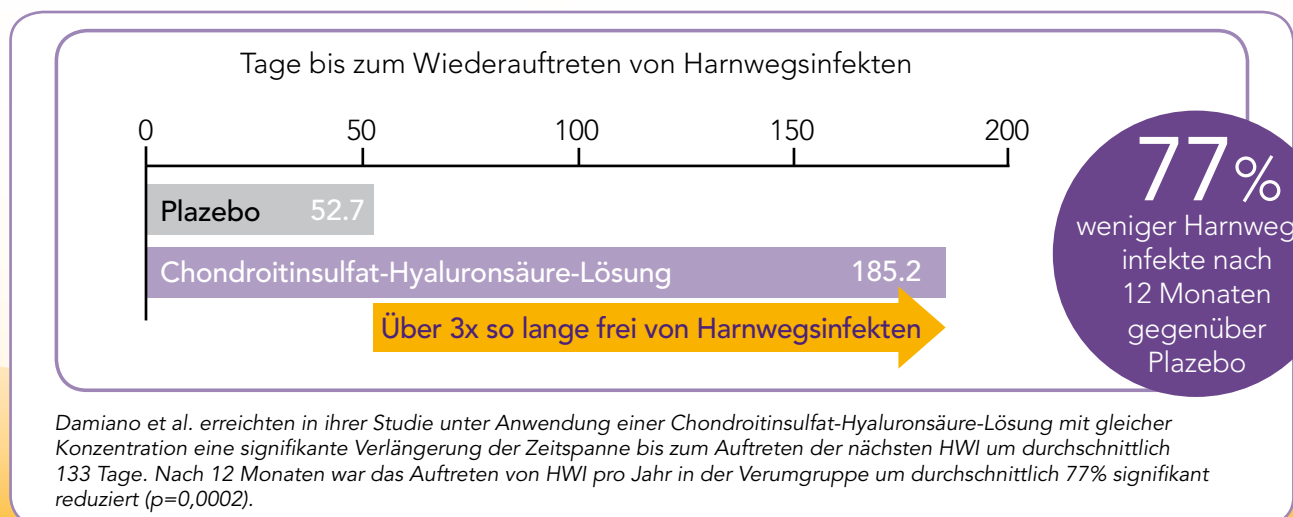 Tage bis zum Wiederauftreten von Harnwegsinfekten
0 50 100 150 200
Plazebo 52.7
Chondroitinsulfat-Hyaluronsäure-Lösung 185.2
Über 3x so lange frei von Harnwegsinfekten
77%
weniger Harnweg
infekte nach
12 Monaten
gegenüber
Plazebo
Damiano et al. erreichten in ihrer Studie unter Anwendung einer Chondroitinsulfat-Hyaluronsäure-Lösung mit gleicher
Konzentration eine signifikante Verlängerung der Zeitspanne bis zum Auftreten der nächsten HWI um durchschnittlich
133 Tage. Nach 12 Monaten war das Auftreten von HWI pro Jahr in der Verumgruppe um durchschnittlich 77% signifikant
reduziert (p=0,0002).